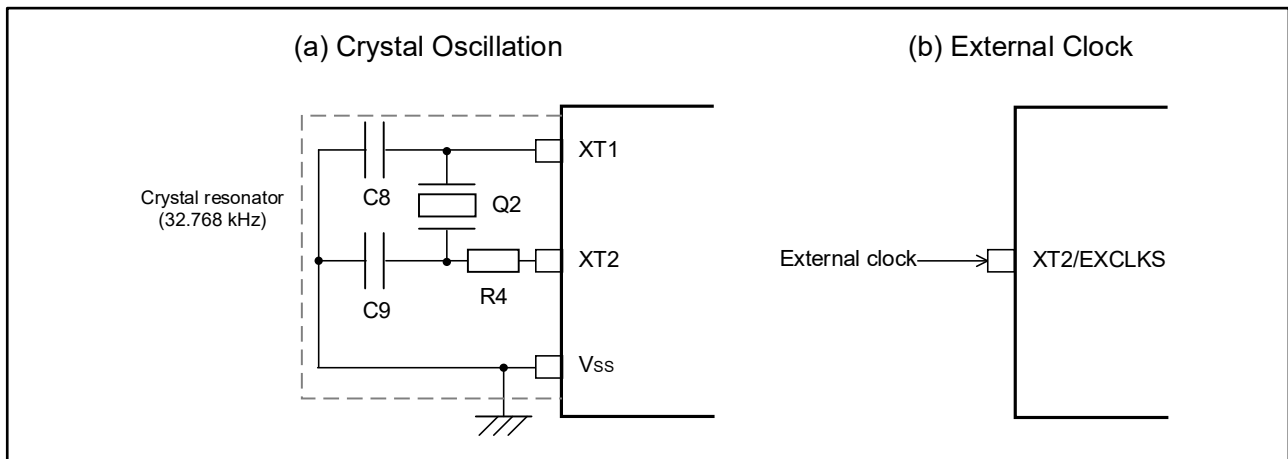 (a) Crystal Oscillation
(b) External Clock
XT1
C8
Q2
Crystal resonator
(32.768 kHz)
XT2
External clock
XT2/EXCLKS
R4
C9
Vss